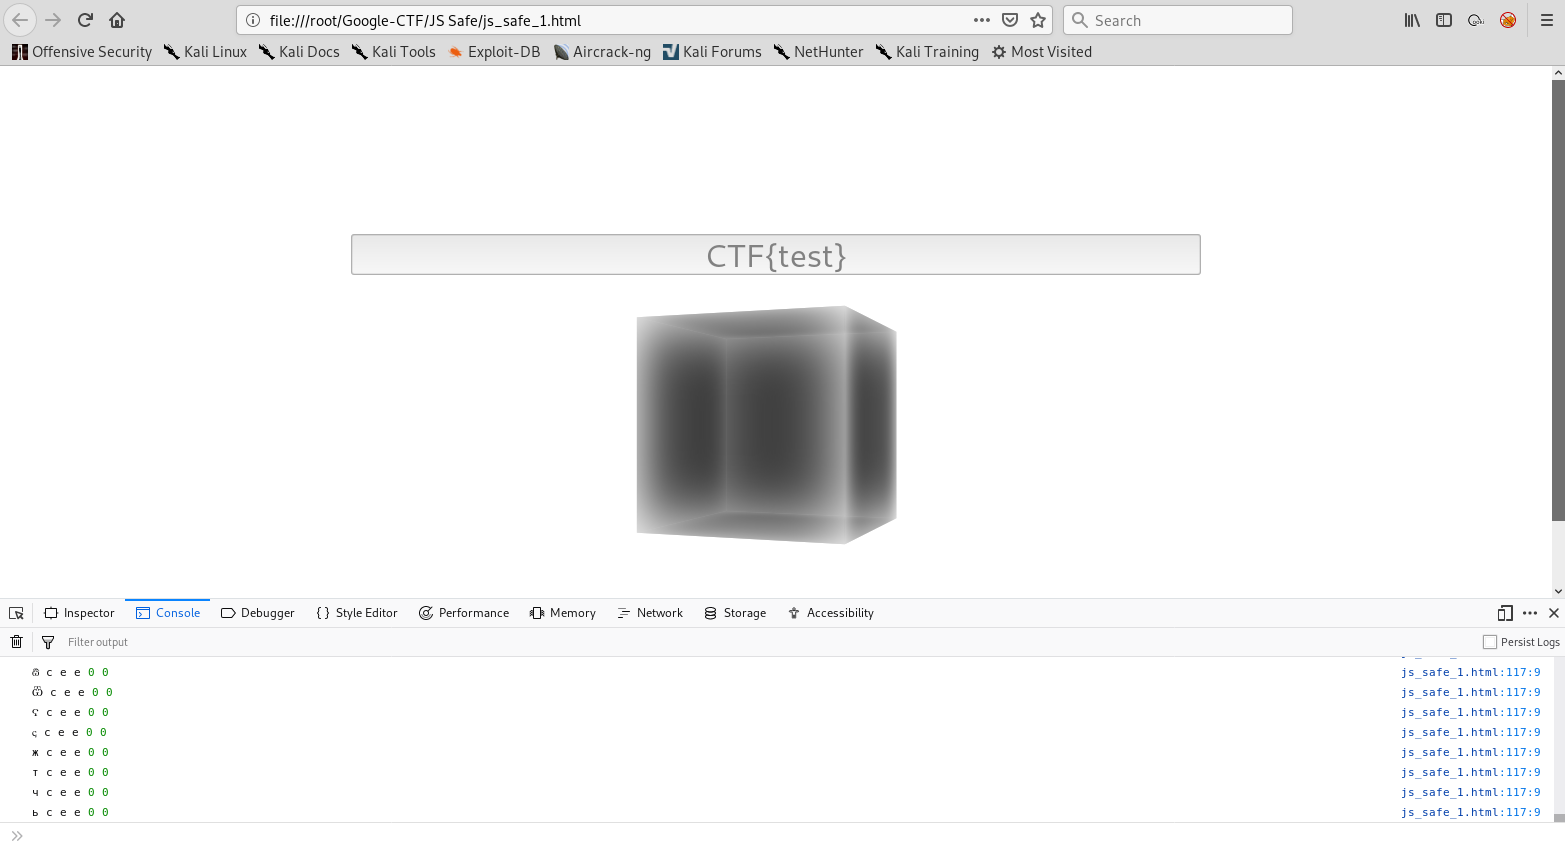 file:///root/Google-CTF/JS Safe/js_safe_1.html
Search
Offensive Security Kali Linux Kali Docs Kali Tools Exploit-DB Aircrack-ng Kali Forums NetHunter Kali Training Most Visited
CTF{test}
Inspector Console Debugger Style Editor Performance Memory Network Storage Accessibility
Filter output Persist Logs
c e e 0 0 js_safe_1.html:117:9
c e e 0 0 js_safe_1.html:117:9
c e e 0 0 js_safe_1.html:117:9
c e e 0 0 js_safe_1.html:117:9
ж c e e 0 0 js_safe_1.html:117:9
т c e e 0 0 js_safe_1.html:117:9
ч c e e 0 0 js_safe_1.html:117:9
ь c e e 0 0 js_safe_1.html:117:9